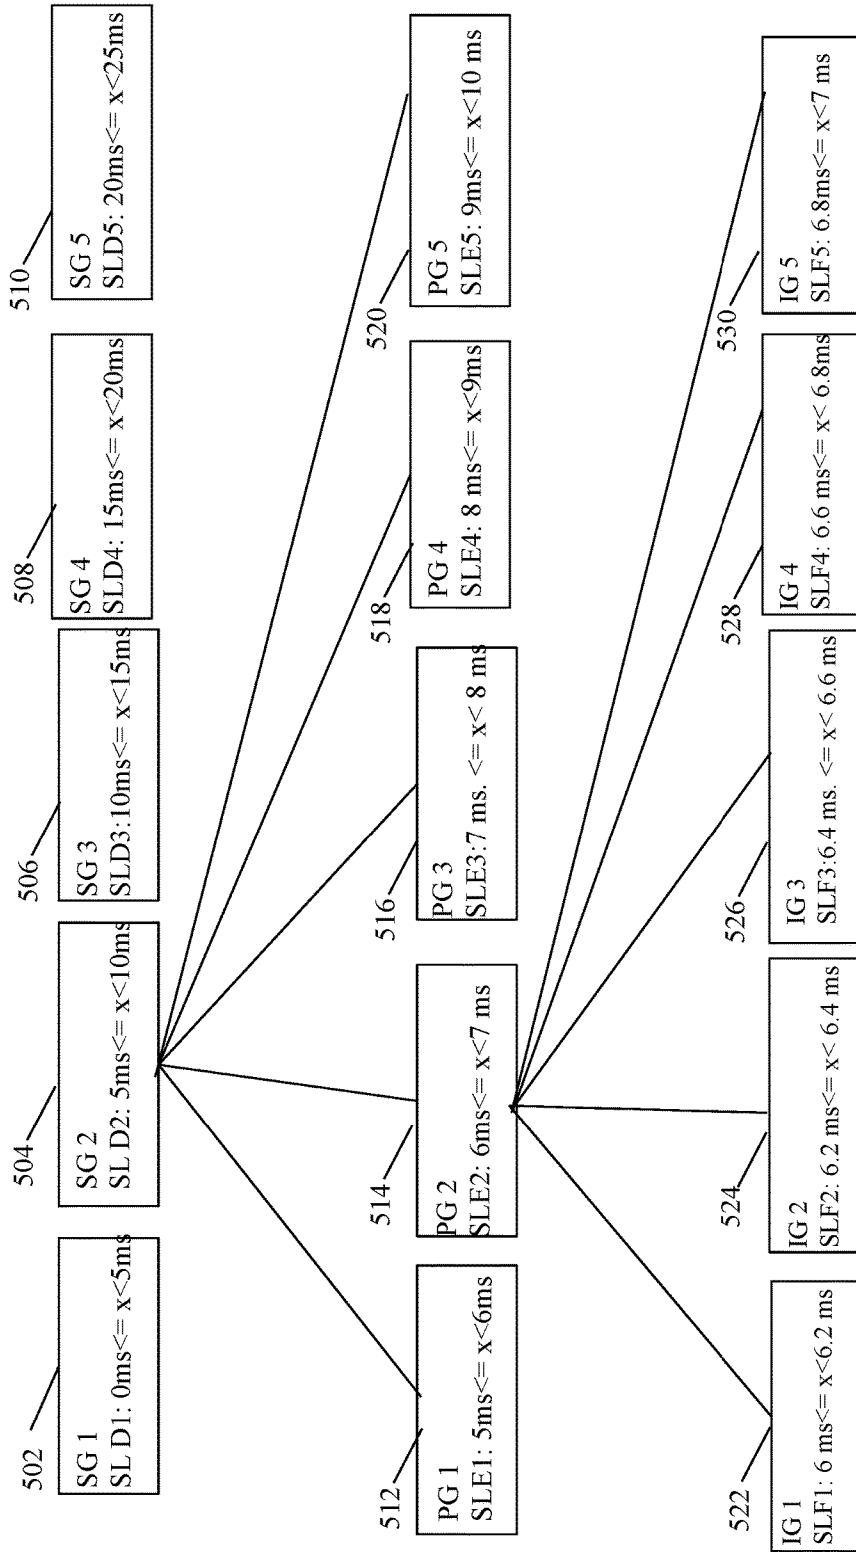 502
504
506
508
510
SG 1
SL D1: 0ms<= x<5ms
SG 2
SL D2: 5ms<= x<10ms
SG 3
SLD3:10ms<= x<15ms
SG 4
SLD4: 15ms<= x<20ms
SG 5
SLD5: 20ms<= x<25ms
512
514
516
518
520
PG 1
SLE1: 5ms<= x<6ms
PG 2
SLE2: 6ms<= x<7 ms
PG 3
SLE3:7 ms. <= x< 8 ms
PG 4
SLE4: 8 ms<= x<9ms
PG 5
SLE5: 9ms<= x<10 ms
522
524
526
528
530
IG 1
SLF1: 6 ms<= x<6.2 ms
IG 2
SLF2: 6.2 ms<= x< 6.4 ms
IG 3
SLF3:6.4 ms. <= x< 6.6 ms
IG 4
SLF4: 6.6 ms<= x< 6.8ms
IG 5
SLF5: 6.8ms<= x<7 ms